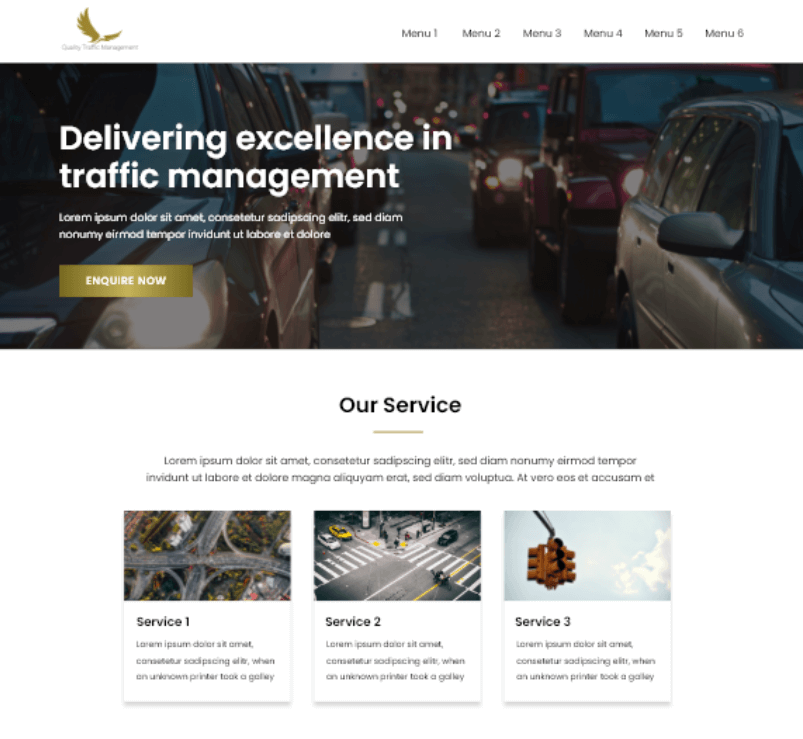 Quality Traffic Management
Menu 1 Menu 2 Menu 3 Menu 4 Menu 5 Menu 6
Delivering excellence in
traffic management
Lorem ipsum dolor sit amet, consetetur sadipscing elitr, sed diam
nonumy eirmod tempor invidunt ut labore et dolore
ENQUIRE NOW
Our Service
Lorem ipsum dolor sit amet, consetetur sadipscing elitr, sed diam nonumy eirmod tempor
invidunt ut labore et dolore magna aliquyam erat, sed diam voluptua. At vero eos et accusam et
Service 1
Lorem ipsum dolor sit amet,
consetetur sadipscing elitr, when
an unknown printer took a galley
Service 2
Lorem ipsum dolor sit amet,
consetetur sadipscing elitr, when
an unknown printer took a galley
Service 3
Lorem ipsum dolor sit amet,
consetetur sadipscing elitr, when
an unknown printer took a galley